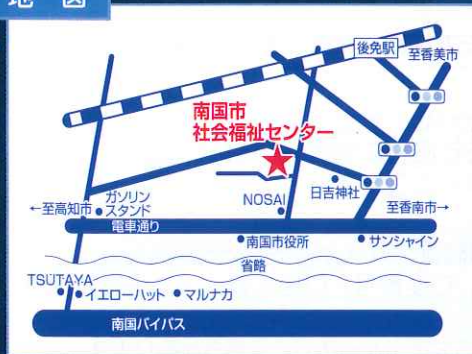 地 図
後免駅
至香美市
南国市
社会福祉センター
ガソリン
スタンド
←至高知市
NOSAI
日吉神社
至香南市→
電車通り
南国市役所
サンシャイン
省略
TSUTAYA
イエローハット
マルナカ
南国バイパス